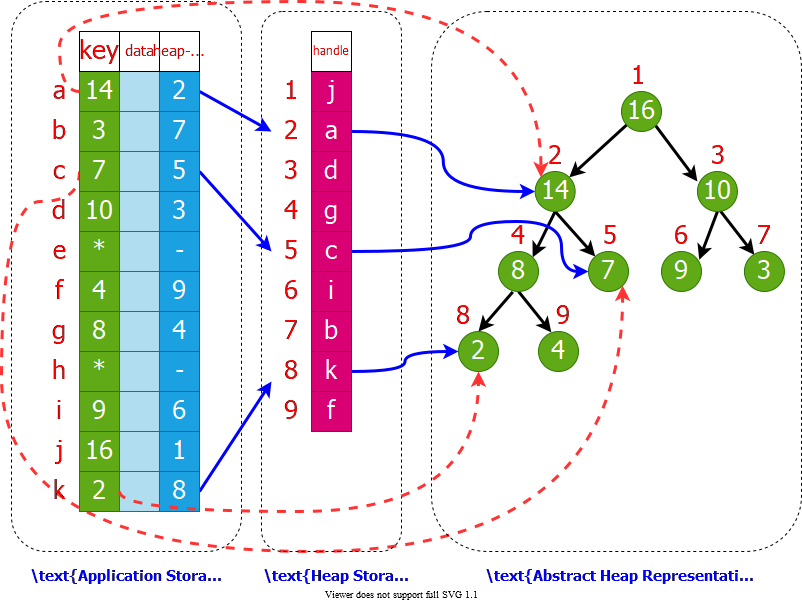 key data heap-... handle
a 14 2 1 j
b 3 7 2 a
c 7 5 3 d
d 10 3 4 g
e * - 5 c
f 4 9 6 i
g 8 4 7 b
h * - 8 k
i 9 6 9 f
j 16 1
k 2 8
1
16
2 3
14 10
4 5 6 7
8 7 9 3
8 9
2 4
\text{Application Stora... \text{Heap Stora... \text{Abstract Heap Representati...
Viewer does not support full SVG 1.1